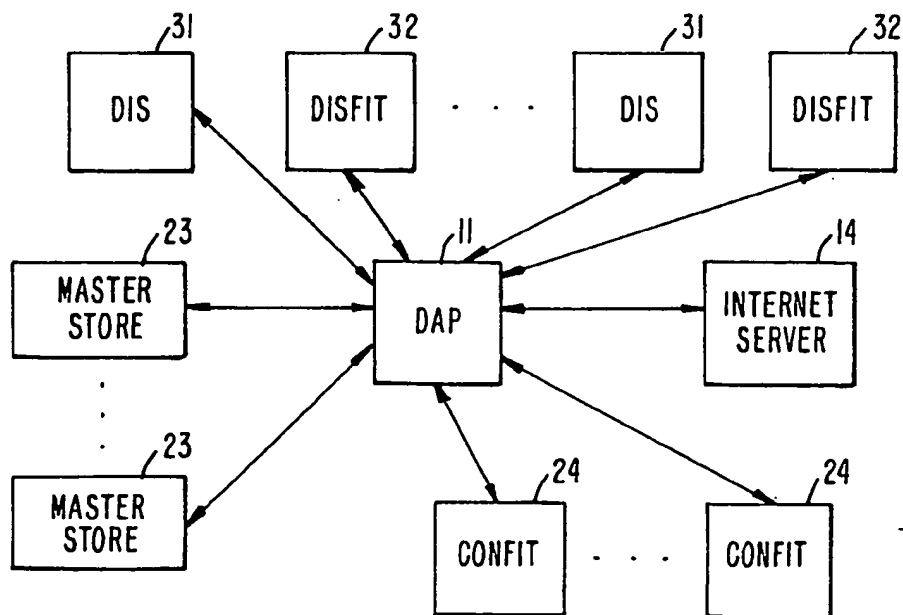 31 32 31 32
DIS DISFIT DIS DISFIT
23 11 14
MASTER STORE
DAP
INTERNET SERVER
23 24 24
MASTER STORE
CONFIT CONFIT